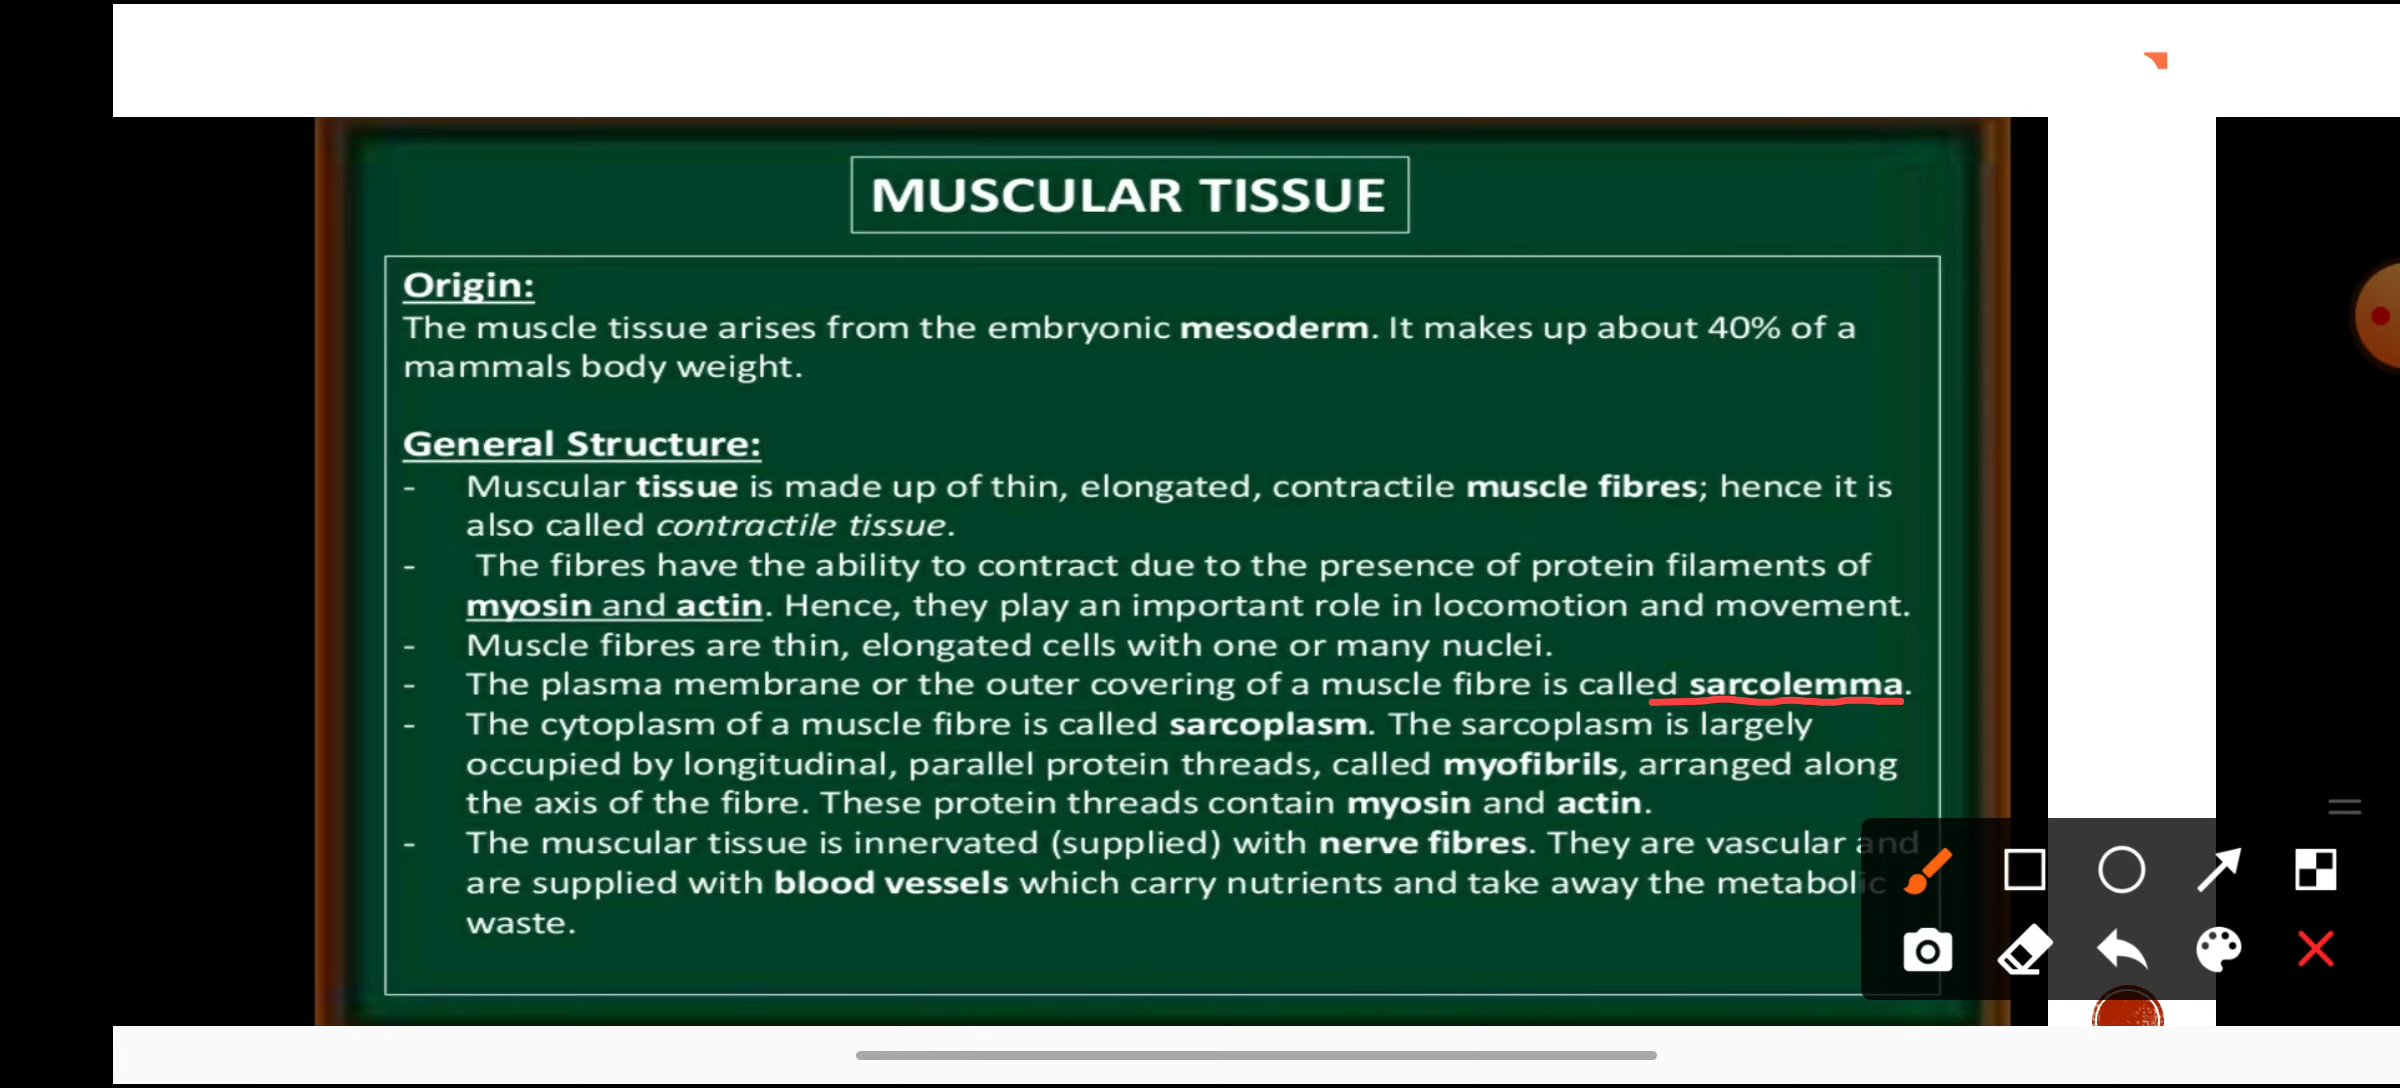 MUSCULAR TISSUE
Origin:
The muscle tissue arises from the embryonic mesoderm. It makes up about 40% of a
mammals body weight.
General Structure:
- Muscular tissue is made up of thin, elongated, contractile muscle fibres; hence it is
also called contractile tissue.
- The fibres have the ability to contract due to the presence of protein filaments of
myosin and actin. Hence, they play an important role in locomotion and movement.
- Muscle fibres are thin, elongated cells with one or many nuclei.
- The plasma membrane or the outer covering of a muscle fibre is called sarcolemma.
- The cytoplasm of a muscle fibre is called sarcoplasm. The sarcoplasm is largely
occupied by longitudinal, parallel protein threads, called myofibrils, arranged along
the axis of the fibre. These protein threads contain myosin and actin.
- The muscular tissue is innervated (supplied) with nerve fibres. They are vascular and
are supplied with blood vessels which carry nutrients and take away the metabolic
waste.